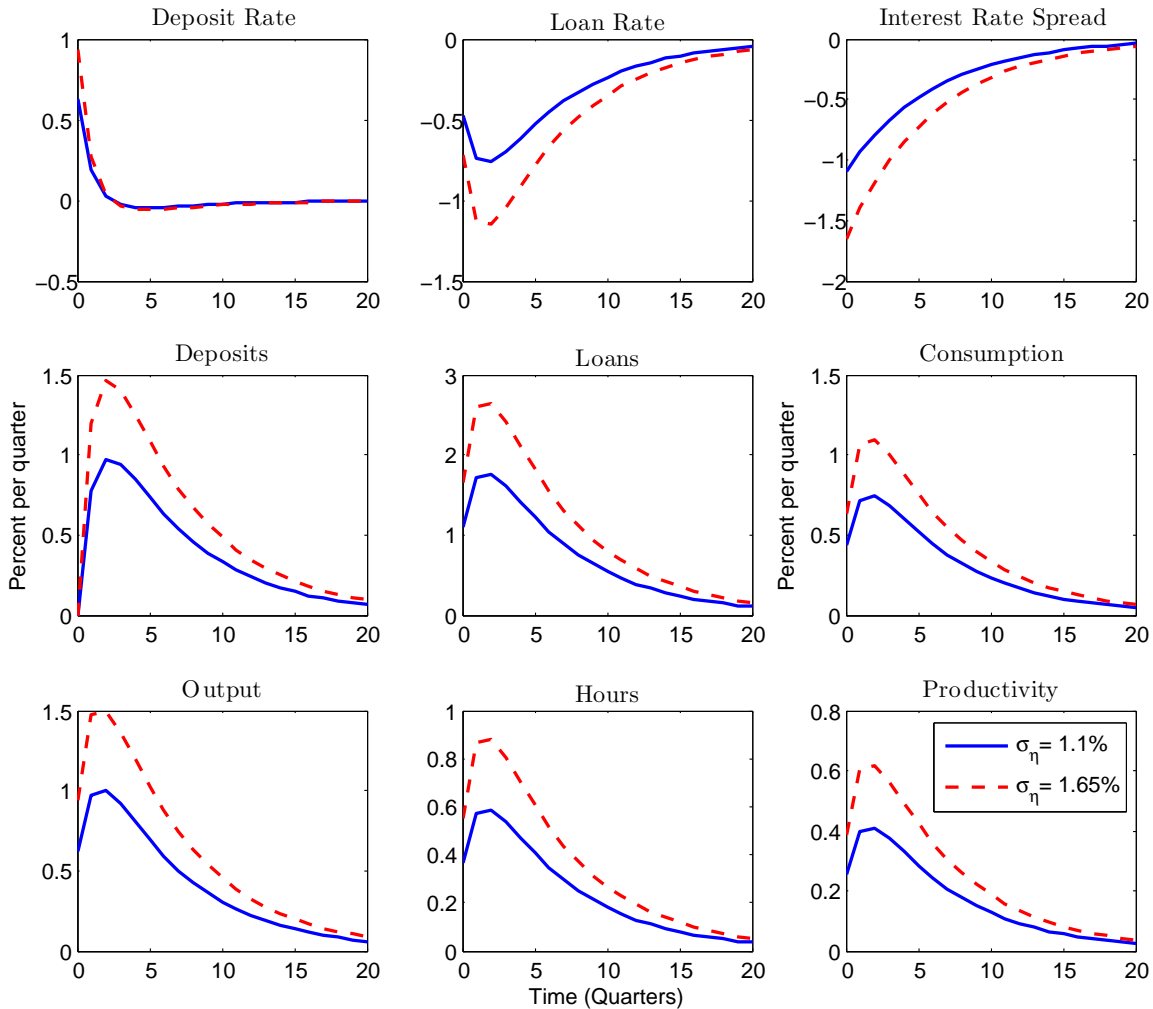 Deposit Rate
Loan Rate
Interest Rate Spread
1
0.5
0
−0.5
0 5 10 15 20
0
−0.5
−1
−1.5
0 5 10 15 20
0
−0.5
−1
−1.5
−2
0 5 10 15 20
Deposits
Loans
Consumption
Percent per quarter
1.5
1
0.5
0
0 5 10 15 20
3
2
1
0
0 5 10 15 20
Percent per quarter
1.5
1
0.5
0
0 5 10 15 20
Output
Hours
Productivity
1.5
1
0.5
0
0 5 10 15 20
1
0.8
0.6
0.4
0.2
0
0 5 10 15 20
Time (Quarters)
0.8
0.6
0.4
0.2
0
0 5 10 15 20
ση= 1.1%
ση= 1.65%